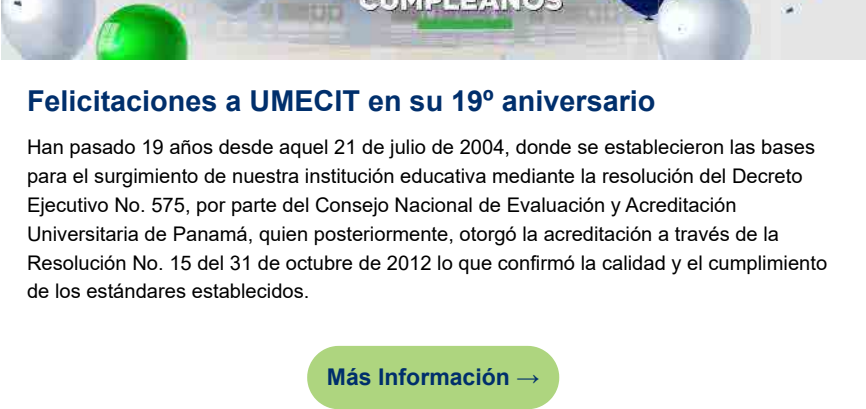 CUMPLEAÑOS
Felicitaciones a UMECIT en su 19º aniversario
Han pasado 19 años desde aquel 21 de julio de 2004, donde se establecieron las bases
para el surgimiento de nuestra institución educativa mediante la resolución del Decreto
Ejecutivo No. 575, por parte del Consejo Nacional de Evaluación y Acreditación
Universitaria de Panamá, quien posteriormente, otorgó la acreditación a través de la
Resolución No. 15 del 31 de octubre de 2012 lo que confirmó la calidad y el cumplimiento
de los estándares establecidos.
Más Información →